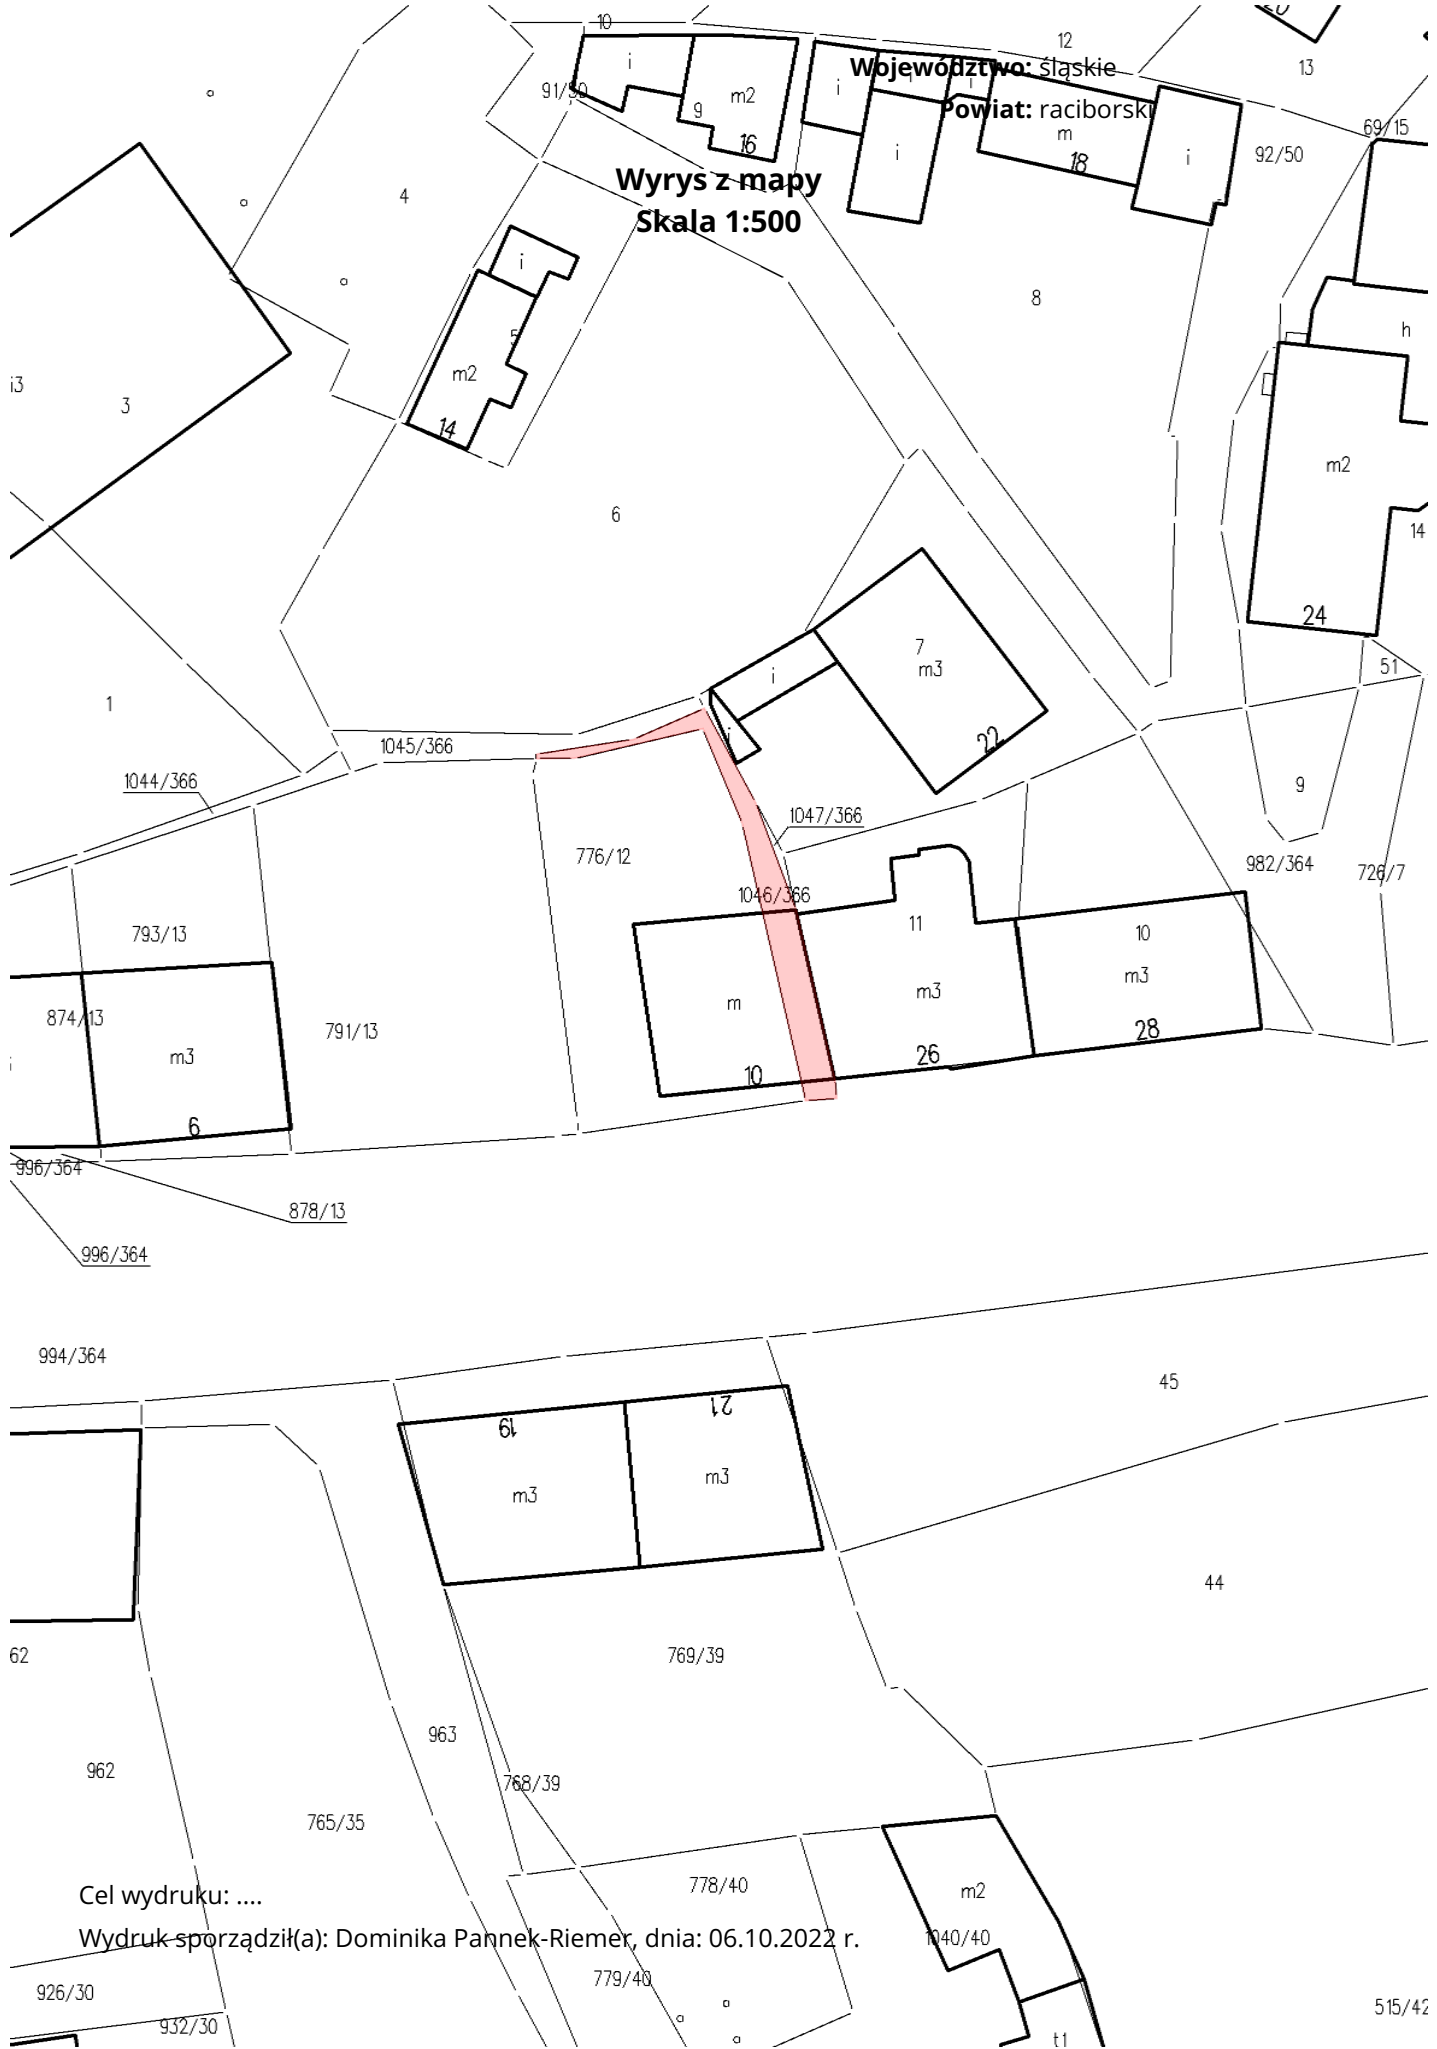 10
12
13
Województwo: śląskie
i
i
i
i
91/50
m2
9
Powiat: raciborski
16
m
18
69/15
92/50
i
i
Wyrys z mapy
Skala 1:500
4
i
8
h
5
m2
14
i3
3
m2
6
14
24
7
m3
i
51
1
22
1045/366
1044/366
9
1047/366
776/12
982/364
726/7
1046/366
793/13
11
10
m3
m3
m
874/13
791/13
m3
28
26
10
6
996/364
878/13
996/364
994/364
45
21
19
m3
m3
44
62
769/39
963
962
768/39
765/35
778/40
m2
Cel wydruku: ....
Wydruk sporządził(a): Dominika Pannek-Riemer, dnia: 06.10.2022 r.
1040/40
779/40
926/30
515/42
932/30
t1